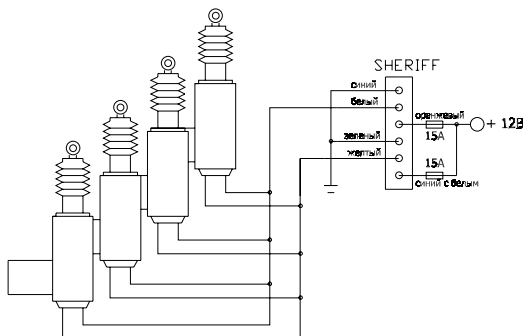 SHERIFF
синий
белый
оранжевый
+ 12В
15А
зеленый
желтый
15А
синий с белым